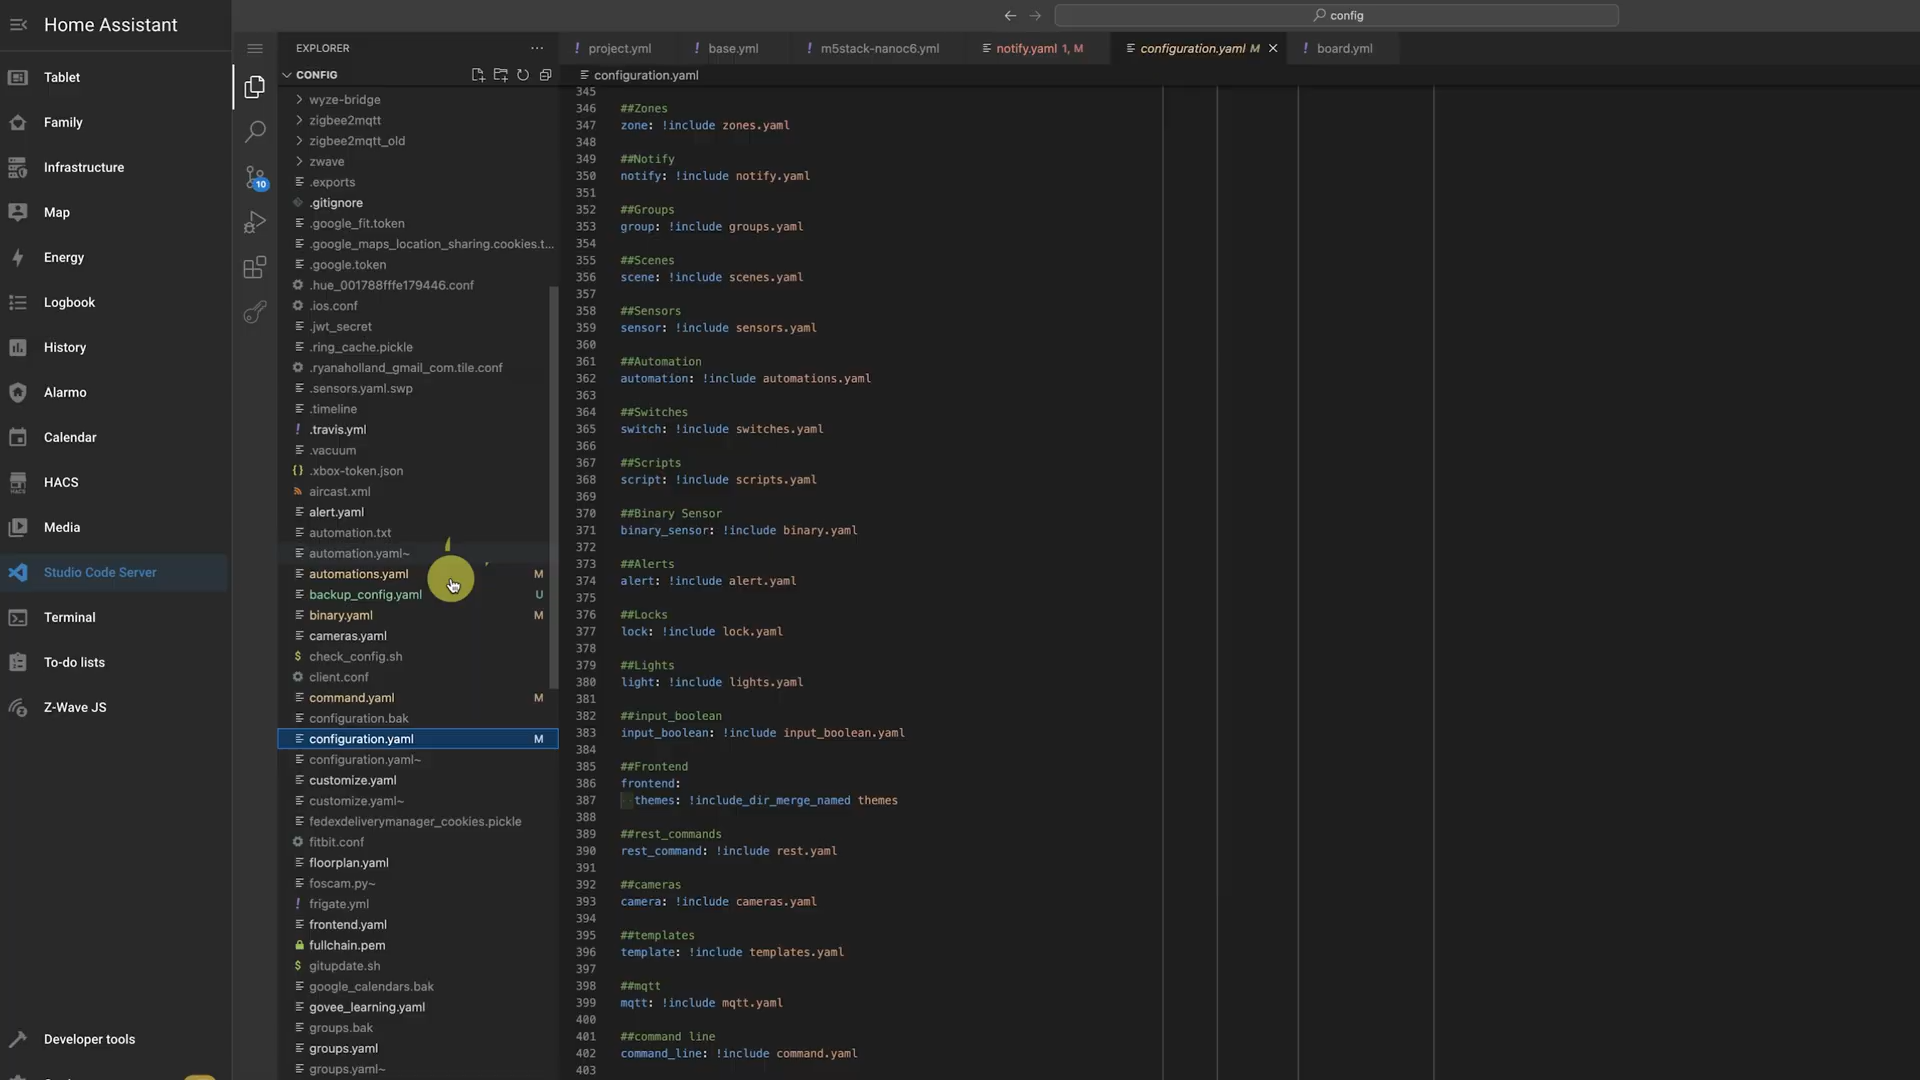 Home Assistant
Tablet
Family
Infrastructure
Map
Energy
Logbook
History
Alarmo
Calendar
HACS
HACS
Media
Studio Code Server
Terminal
To-do lists
Z-Wave JS
Developer tools
config
EXPLORER
10
CONFIG
wyze-bridge
zigbee2mqtt
zigbee2mqtt_old
zwave
.exports
.gitignore
.google_fit.token
.google_maps_location_sharing.cookies.t...
.google.token
.hue_001788fffe179446.conf
.ios.conf
.jwt_secret
.ring_cache.pickle
.ryanaholland_gmail_com.tile.conf
.sensors.yaml.swp
.timeline
! .travis.yml
.vacuum
{} .xbox-token.json
aircast.xml
alert.yaml
automation.txt
automation.yaml~
automations.yaml M
backup_config.yaml U
binary.yaml M
cameras.yaml
$ check_config.sh
client.conf
command.yaml M
configuration.bak
configuration.yaml M
configuration.yaml~
customize.yaml
customize.yaml~
fedexdeliverymanager_cookies.pickle
fitbit.conf
floorplan.yaml
foscam.py~
! frigate.yml
frontend.yaml
fullchain.pem
$ gitupdate.sh
google_calendars.bak
govee_learning.yaml
groups.bak
groups.yaml
groups.yaml~
! project.yml
! base.yml
! m5stack-nanoc6.yml
notify.yaml 1, M
configuration.yaml M
! board.yml
configuration.yaml
345
346 ##Zones
347 zone: !include zones.yaml
348
349 ##Notify
350 notify: !include notify.yaml
351
352 ##Groups
353 group: !include groups.yaml
354
355 ##Scenes
356 scene: !include scenes.yaml
357
358 ##Sensors
359 sensor: !include sensors.yaml
360
361 ##Automation
362 automation: !include automations.yaml
363
364 ##Switches
365 switch: !include switches.yaml
366
367 ##Scripts
368 script: !include scripts.yaml
369
370 ##Binary Sensor
371 binary_sensor: !include binary.yaml
372
373 ##Alerts
374 alert: !include alert.yaml
375
376 ##Locks
377 lock: !include lock.yaml
378
379 ##Lights
380 light: !include lights.yaml
381
382 ##input_boolean
383 input_boolean: !include input_boolean.yaml
384
385 ##Frontend
386 frontend:
387 themes: !include_dir_merge_named themes
388
389 ##rest_commands
390 rest_command: !include rest.yaml
391
392 ##cameras
393 camera: !include cameras.yaml
394
395 ##templates
396 template: !include templates.yaml
397
398 ##mqtt
399 mqtt: !include mqtt.yaml
400
401 ##command line
402 command_line: !include command.yaml
403